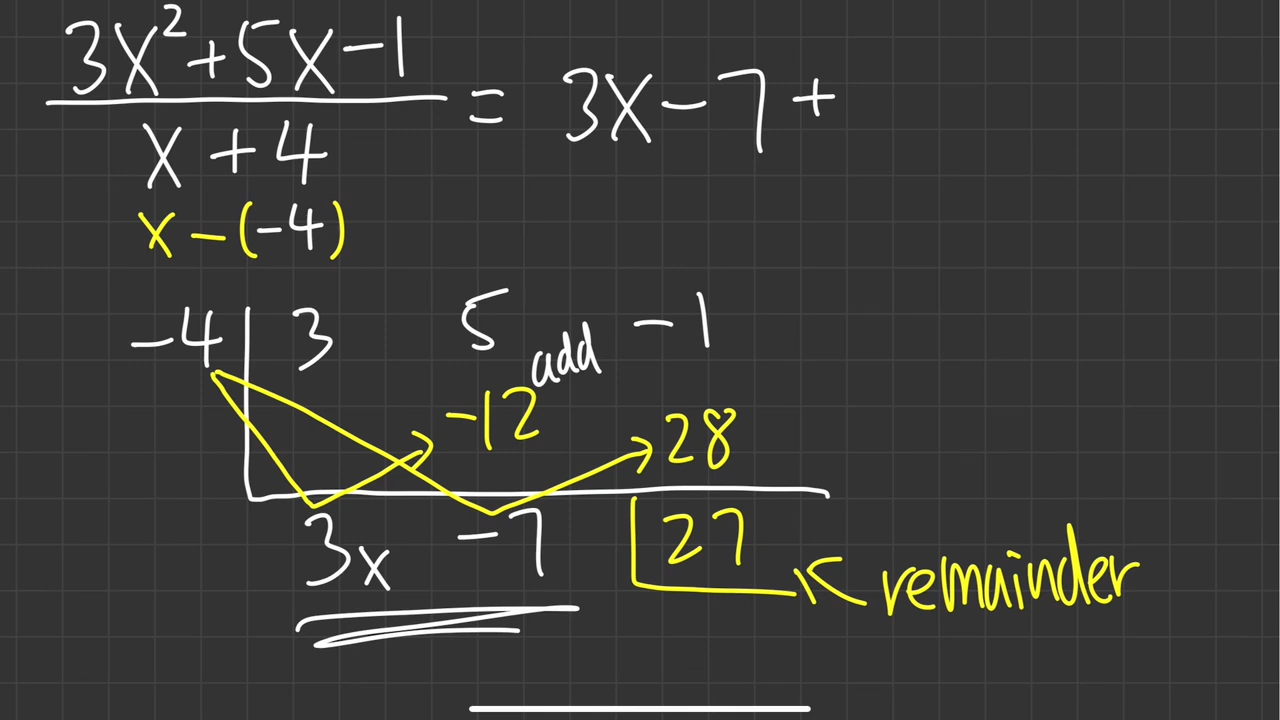 3x² + 5x - 1
x + 4
= 3x - 7 +
x - (-4)
-4 3 5 -1
add
-12 28
3x -7 27
remainder